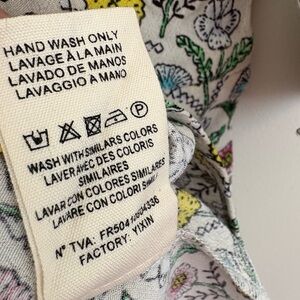 HAND WASH ONLY
LAVAGE À LA MAIN
LAVADO DE MANOS
LAVAGGIO A MANO
P
WASH WITH SIMILARS COLORS
LAVER AVEC DES COLORIS
SIMILAIRES
LAVAR CON COLORES SIMILARES
LAVARE CON COLORI
N° TVA:
FACTORY: YIXIN